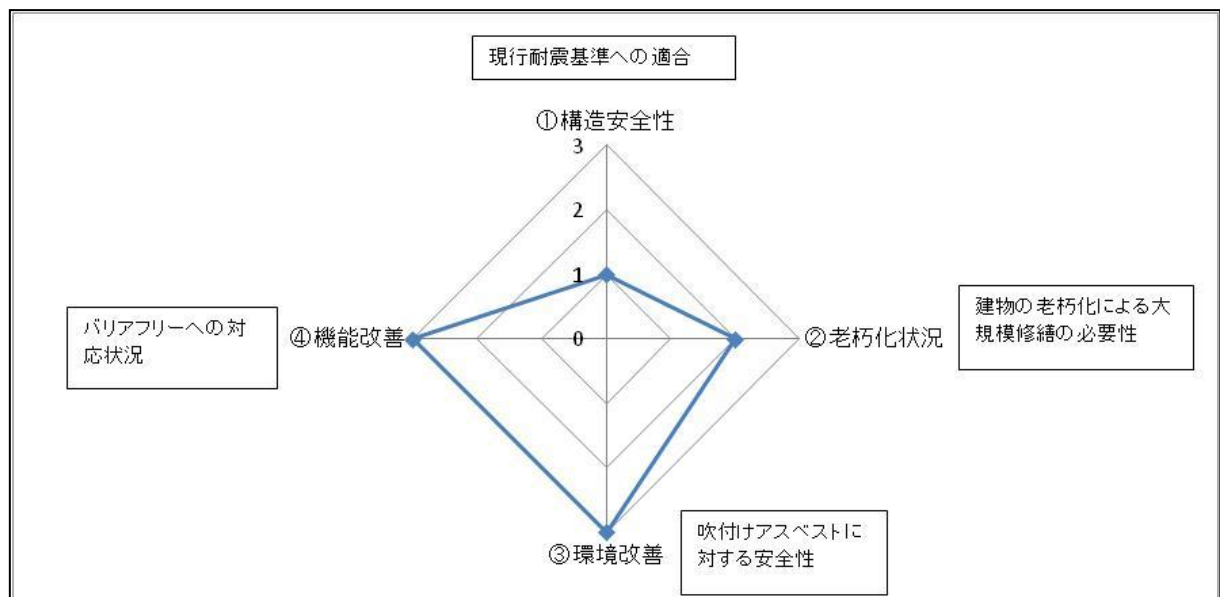 現行耐震基準への適合
①構造安全性
3
2
1
0
バリアフリーへの対
応状況
④機能改善
②老朽化状況
建物の老朽化による大
規模修繕の必要性
③環境改善
吹付けアスベストに
対する安全性